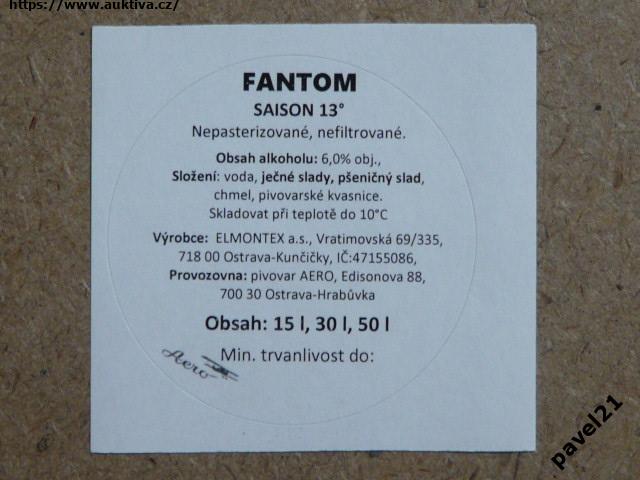 https://www.auktiva.cz/
FANTOM
SAISON 13°
Nepasterizované, nefiltrované.
Obsah alkoholu: 6,0% obj.,
Složení: voda, ječné slady, pšeničný slad,
chmel, pivovarské kvasnice.
Skladovat při teplotě do 10°C
Výrobce: ELMONTEX a.s., Vratimovská 69/335,
718 00 Ostrava-Kunčičky, IČ:47155086,
Provozovna: pivovar AERO, Edisonova 88,
700 30 Ostrava-Hrabůvka
Obsah: 15 l, 30 l, 50 l
Min. trvanlivost do:
Aero
pavel21